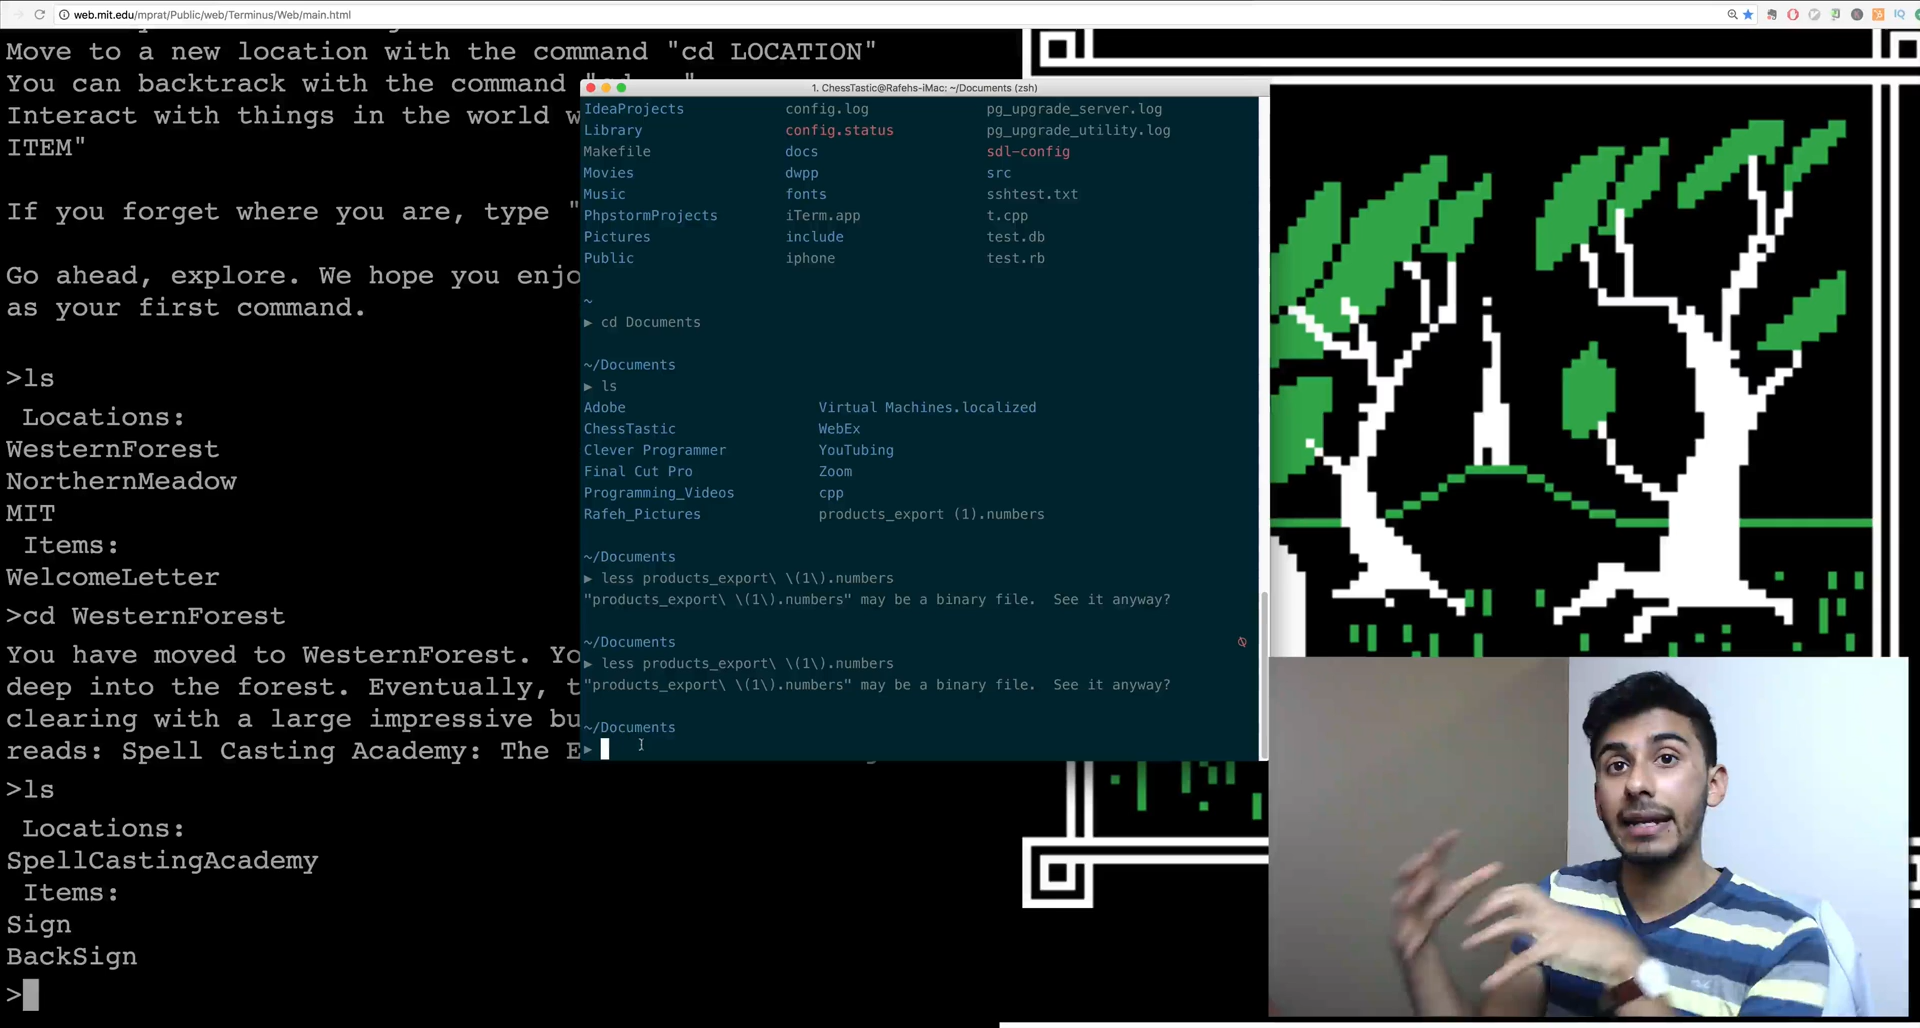 web.mit.edu/mprat/Public/web/Terminus/Web/main.html
Move to a new location with the command "cd LOCATION"
You can backtrack with the command
Interact with things in the world w
ITEM"
If you forget where you are, type "
Go ahead, explore. We hope you enjo
as your first command.
>ls
Locations:
WesternForest
NorthernMeadow
MIT
Items:
WelcomeLetter
>cd WesternForest
You have moved to WesternForest. Yo
deep into the forest. Eventually, t
clearing with a large impressive bu
reads: Spell Casting Academy: The E
>ls
Locations:
SpellCastingAcademy
Items:
Sign
BackSign
>
1. ChessTastic@Rafehs-iMac: ~/Documents (zsh)
IdeaProjects config.log pg_upgrade_server.log
Library config.status pg_upgrade_utility.log
Makefile docs sdl-config
Movies dwpp src
Music fonts sshtest.txt
PhpstormProjects iTerm.app t.cpp
Pictures include test.db
Public iphone test.rb
~
▶ cd Documents
~/Documents
▶ ls
Adobe Virtual Machines.localized
ChessTastic WebEx
Clever Programmer YouTubing
Final Cut Pro Zoom
Programming_Videos cpp
Rafeh_Pictures products_export (1).numbers
~/Documents
▶ less products_export\ \(1\).numbers
"products_export\ \(1\).numbers" may be a binary file.  See it anyway?
~/Documents
▶ less products_export\ \(1\).numbers
"products_export\ \(1\).numbers" may be a binary file.  See it anyway?
~/Documents
▶
IQ